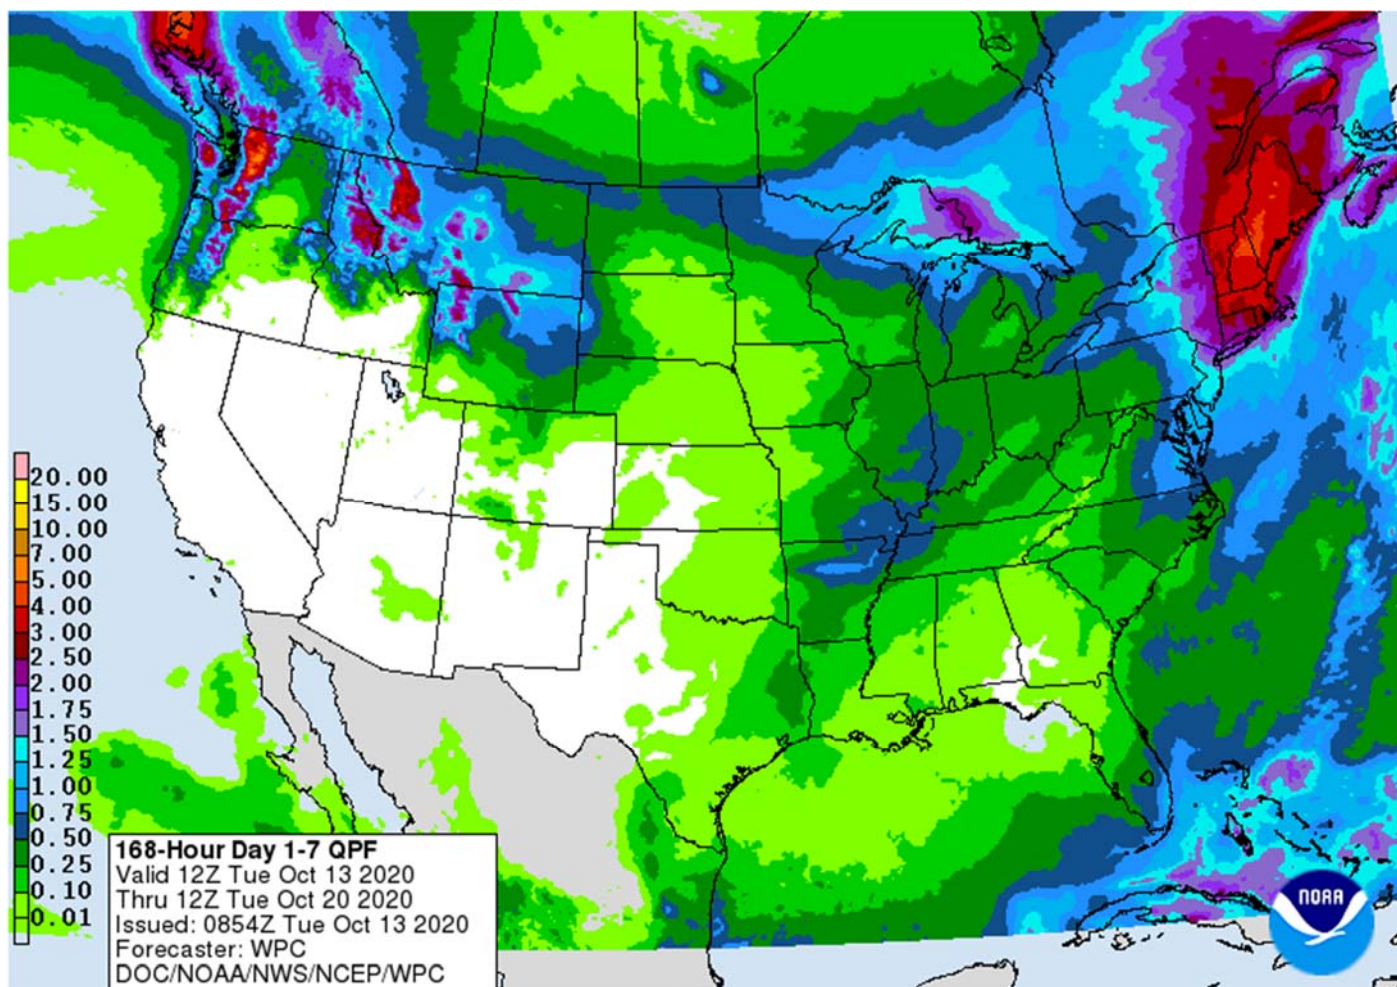 20.00
15.00
10.00
7.00
5.00
4.00
3.00
2.50
2.00
1.75
1.50
1.25
1.00
0.75
0.50
0.25
0.10
0.01
168-Hour Day 1-7 QPF
Valid 12Z Tue Oct 13 2020
Thru 12Z Tue Oct 20 2020
Issued: 0854Z Tue Oct 13 2020
Forecaster: WPC
DOC/NOAA/NWS/NCEP/WPC
NOAA